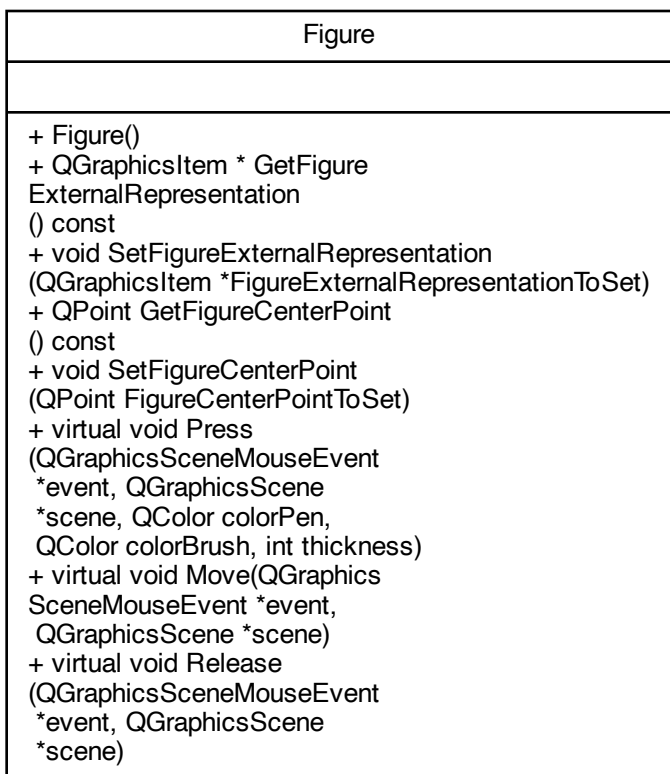 Figure
+ Figure()
+ QGraphicsItem * GetFigure
ExternalRepresentation
() const
+ void SetFigureExternalRepresentation
(QGraphicsItem *FigureExternalRepresentationToSet)
+ QPoint GetFigureCenterPoint
() const
+ void SetFigureCenterPoint
(QPoint FigureCenterPointToSet)
+ virtual void Press
(QGraphicsSceneMouseEvent
*event, QGraphicsScene
*scene, QColor colorPen,
QColor colorBrush, int thickness)
+ virtual void Move(QGraphics
SceneMouseEvent *event,
QGraphicsScene *scene)
+ virtual void Release
(QGraphicsSceneMouseEvent
*event, QGraphicsScene
*scene)